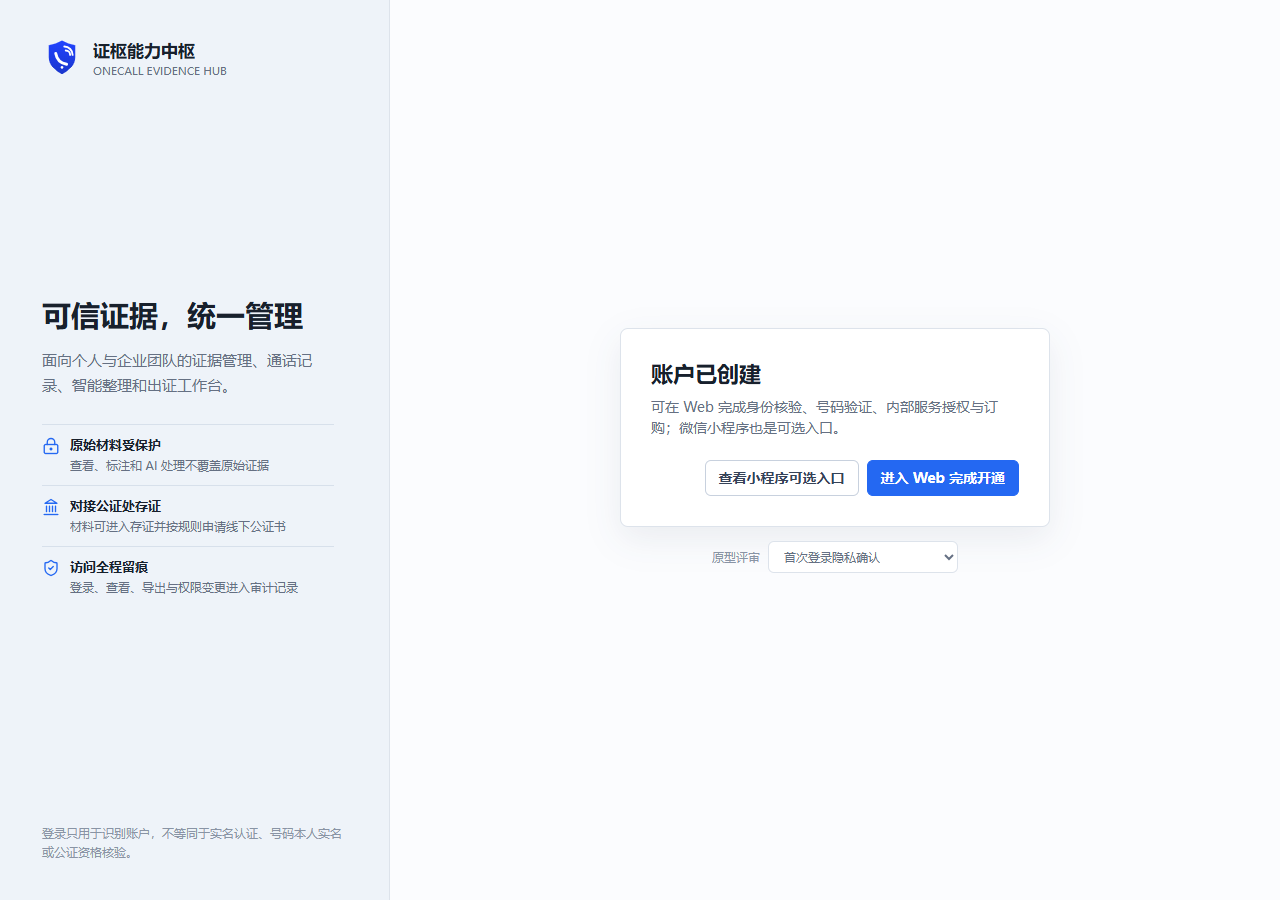 证枢能力中枢
ONECALL EVIDENCE HUB
可信证据，统一管理
面向个人与企业团队的证据管理、通话记
录、智能整理和出证工作台。
原始材料受保护
查看、标注和 AI 处理不覆盖原始证据
对接公证处存证
材料可进入存证并按规则申请线下公证书
访问全程留痕
登录、查看、导出与权限变更进入审计记录
登录只用于识别账户，不等同于实名认证、号码本人实名
或公证资格核验。
账户已创建
可在 Web 完成身份核验、号码验证、内部服务授权与订
购；微信小程序也是可选入口。
查看小程序可选入口
进入 Web 完成开通
原型评审
首次登录隐私确认